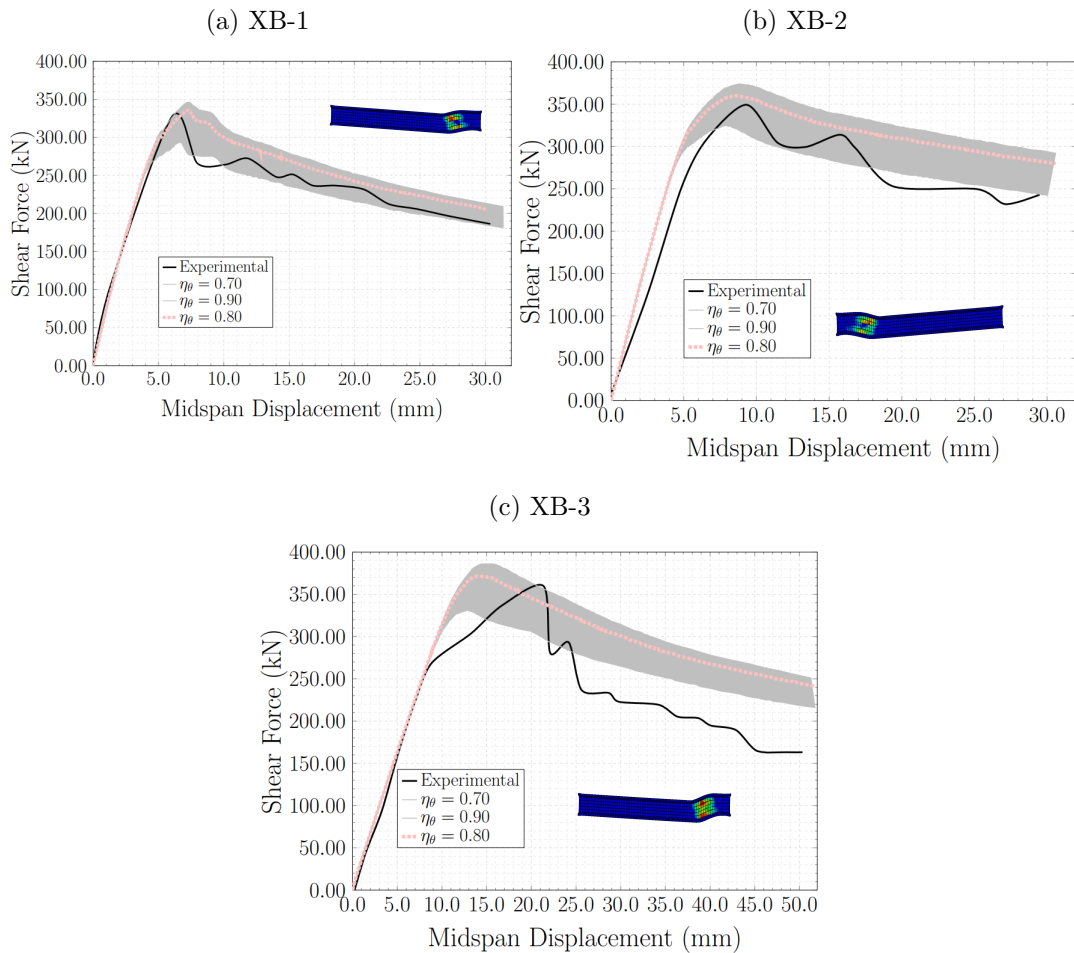 (a) XB-1
400.00
350.00
300.00
250.00
200.00
150.00
100.00
50.00
0.00
Shear Force (kN)
Experimental
ηθ = 0.70
ηθ = 0.90
ηθ = 0.80
0.0 5.0 10.0 15.0 20.0 25.0 30.0
Midspan Displacement (mm)
(b) XB-2
400.00
350.00
300.00
250.00
200.00
150.00
100.00
50.00
0.00
Shear Force (kN)
Experimental
ηθ = 0.70
ηθ = 0.90
ηθ = 0.80
0.0 5.0 10.0 15.0 20.0 25.0 30.0
Midspan Displacement (mm)
(c) XB-3
400.00
350.00
300.00
250.00
200.00
150.00
100.00
50.00
0.00
Shear Force (kN)
Experimental
ηθ = 0.70
ηθ = 0.90
ηθ = 0.80
0.0 5.0 10.0 15.0 20.0 25.0 30.0 35.0 40.0 45.0 50.0
Midspan Displacement (mm)